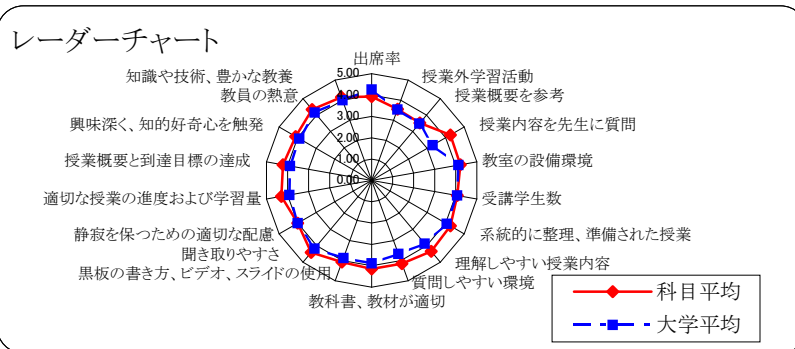 レーダーチャート
出席率
授業外学習活動
授業概要を参考
授業内容を先生に質問
教室の設備環境
受講学生数
系統的に整理、準備された授業
理解しやすい授業内容
質問しやすい環境
教科書、教材が適切
黒板の書き方、ビデオ、スライドの使用
聞き取りやすさ
静寂を保つための適切な配慮
適切な授業の進度および学習量
授業概要と到達目標の達成
興味深く、知的好奇心を触発
教員の熱意
知識や技術、豊かな教養
5.00
4.00
3.00
2.00
1.00
0.00
科目平均
大学平均